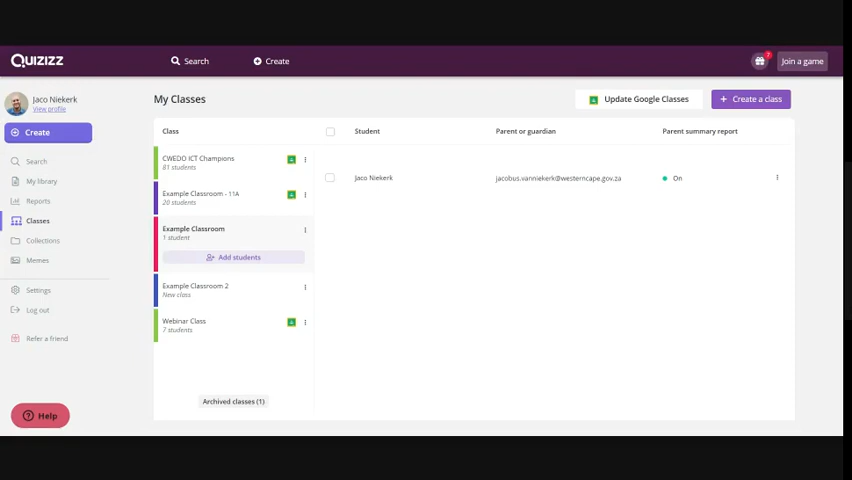 QUIZIZZ
Search
Create
7
Join a game
Jaco Niekerk
View profile
Create
Search
My library
Reports
Classes
Collections
Memes
Settings
Log out
Refer a friend
Help
My Classes
Update Google Classes
+ Create a class
Class
Student
Parent or guardian
Parent summary report
CWEDO ICT Champions
81 students
Example Classroom - 11A
20 students
Example Classroom
1 student
Add students
Example Classroom 2
New class
Webinar Class
7 students
Archived classes (1)
Jaco Niekerk
jacobus.vanniekerk@westerncape.gov.za
On